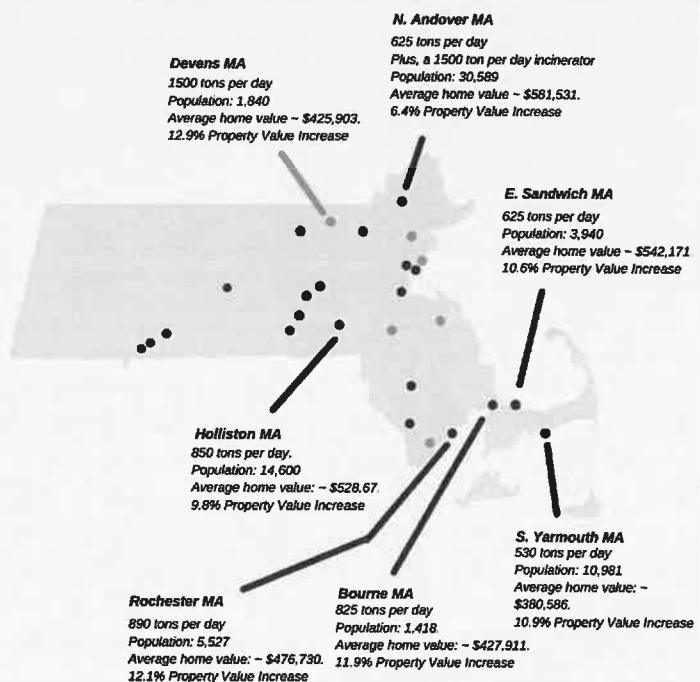 N. Andover MA
625 tons per day
Plus, a 1500 ton per day incinerator
Population: 30,589
Average home value ~ $581,531.
6.4% Property Value Increase
Devens MA
1500 tons per day
Population: 1,840
Average home value ~ $425,903.
12.9% Property Value Increase
E. Sandwich MA
625 tons per day
Population: 3,940
Average home value ~ $542,171
10.6% Property Value Increase
Holliston MA
850 tons per day.
Population: 14,600
Average home value: ~ $528.67.
9.8% Property Value Increase
S. Yarmouth MA
530 tons per day
Population: 10,981
Average home value: ~
$380,586.
10.9% Property Value Increase
Rochester MA
890 tons per day
Population: 5,527
Average home value: ~ $476,730.
12.1% Property Value Increase
Bourne MA
825 tons per day
Population: 1,418.
Average home value: ~ $427,911.
11.9% Property Value Increase